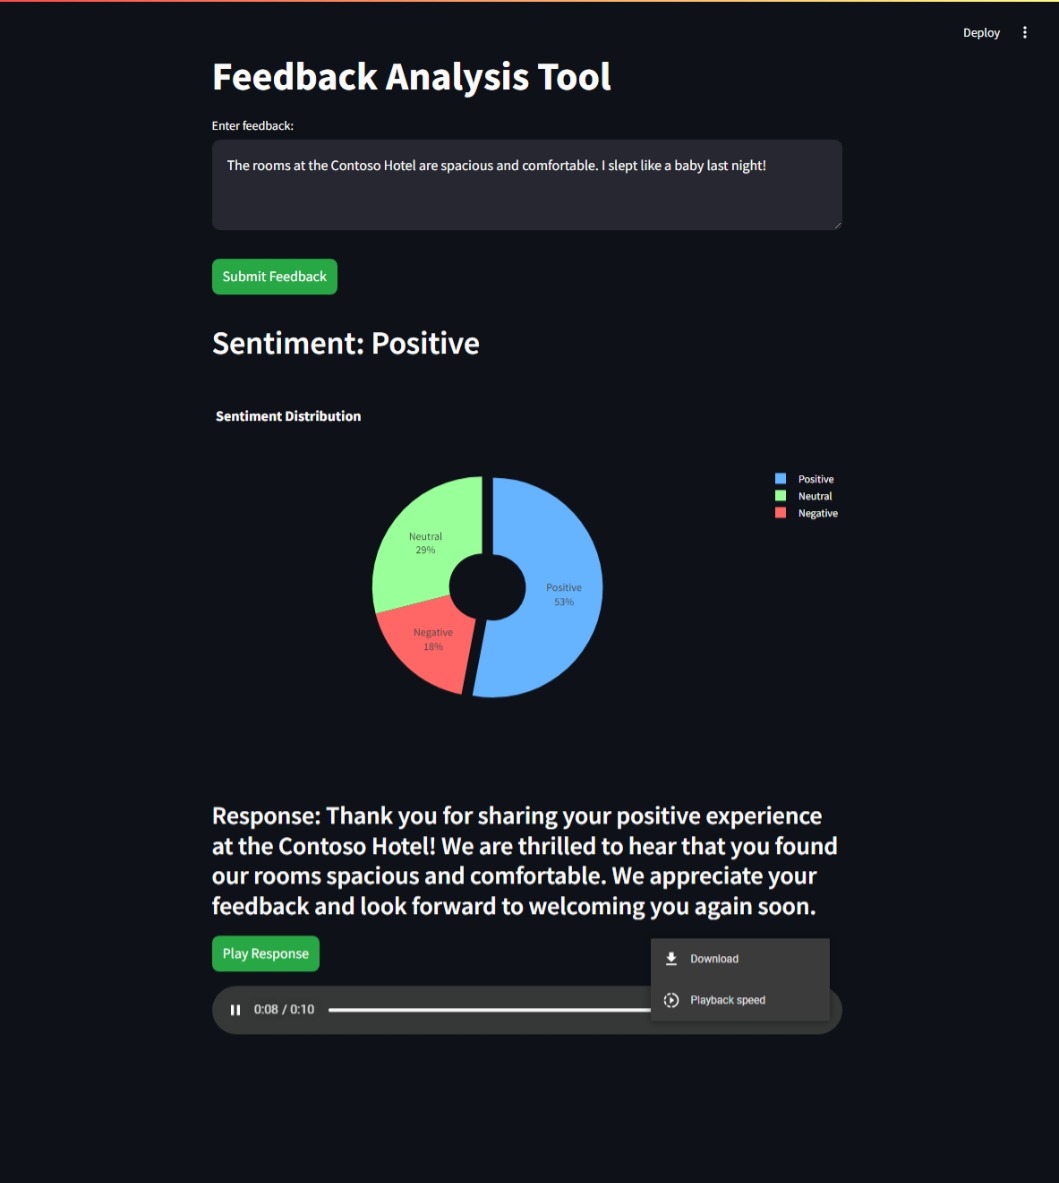 Deploy
Feedback Analysis Tool
Enter feedback:
The rooms at the Contoso Hotel are spacious and comfortable. I slept like a baby last night!
Submit Feedback
Sentiment: Positive
Sentiment Distribution
Positive
Neutral
Negative
Neutral
29%
Positive
53%
Negative
18%
Response: Thank you for sharing your positive experience
at the Contoso Hotel! We are thrilled to hear that you found
our rooms spacious and comfortable. We appreciate your
feedback and look forward to welcoming you again soon.
Play Response
Download
Playback speed
0:08 / 0:10